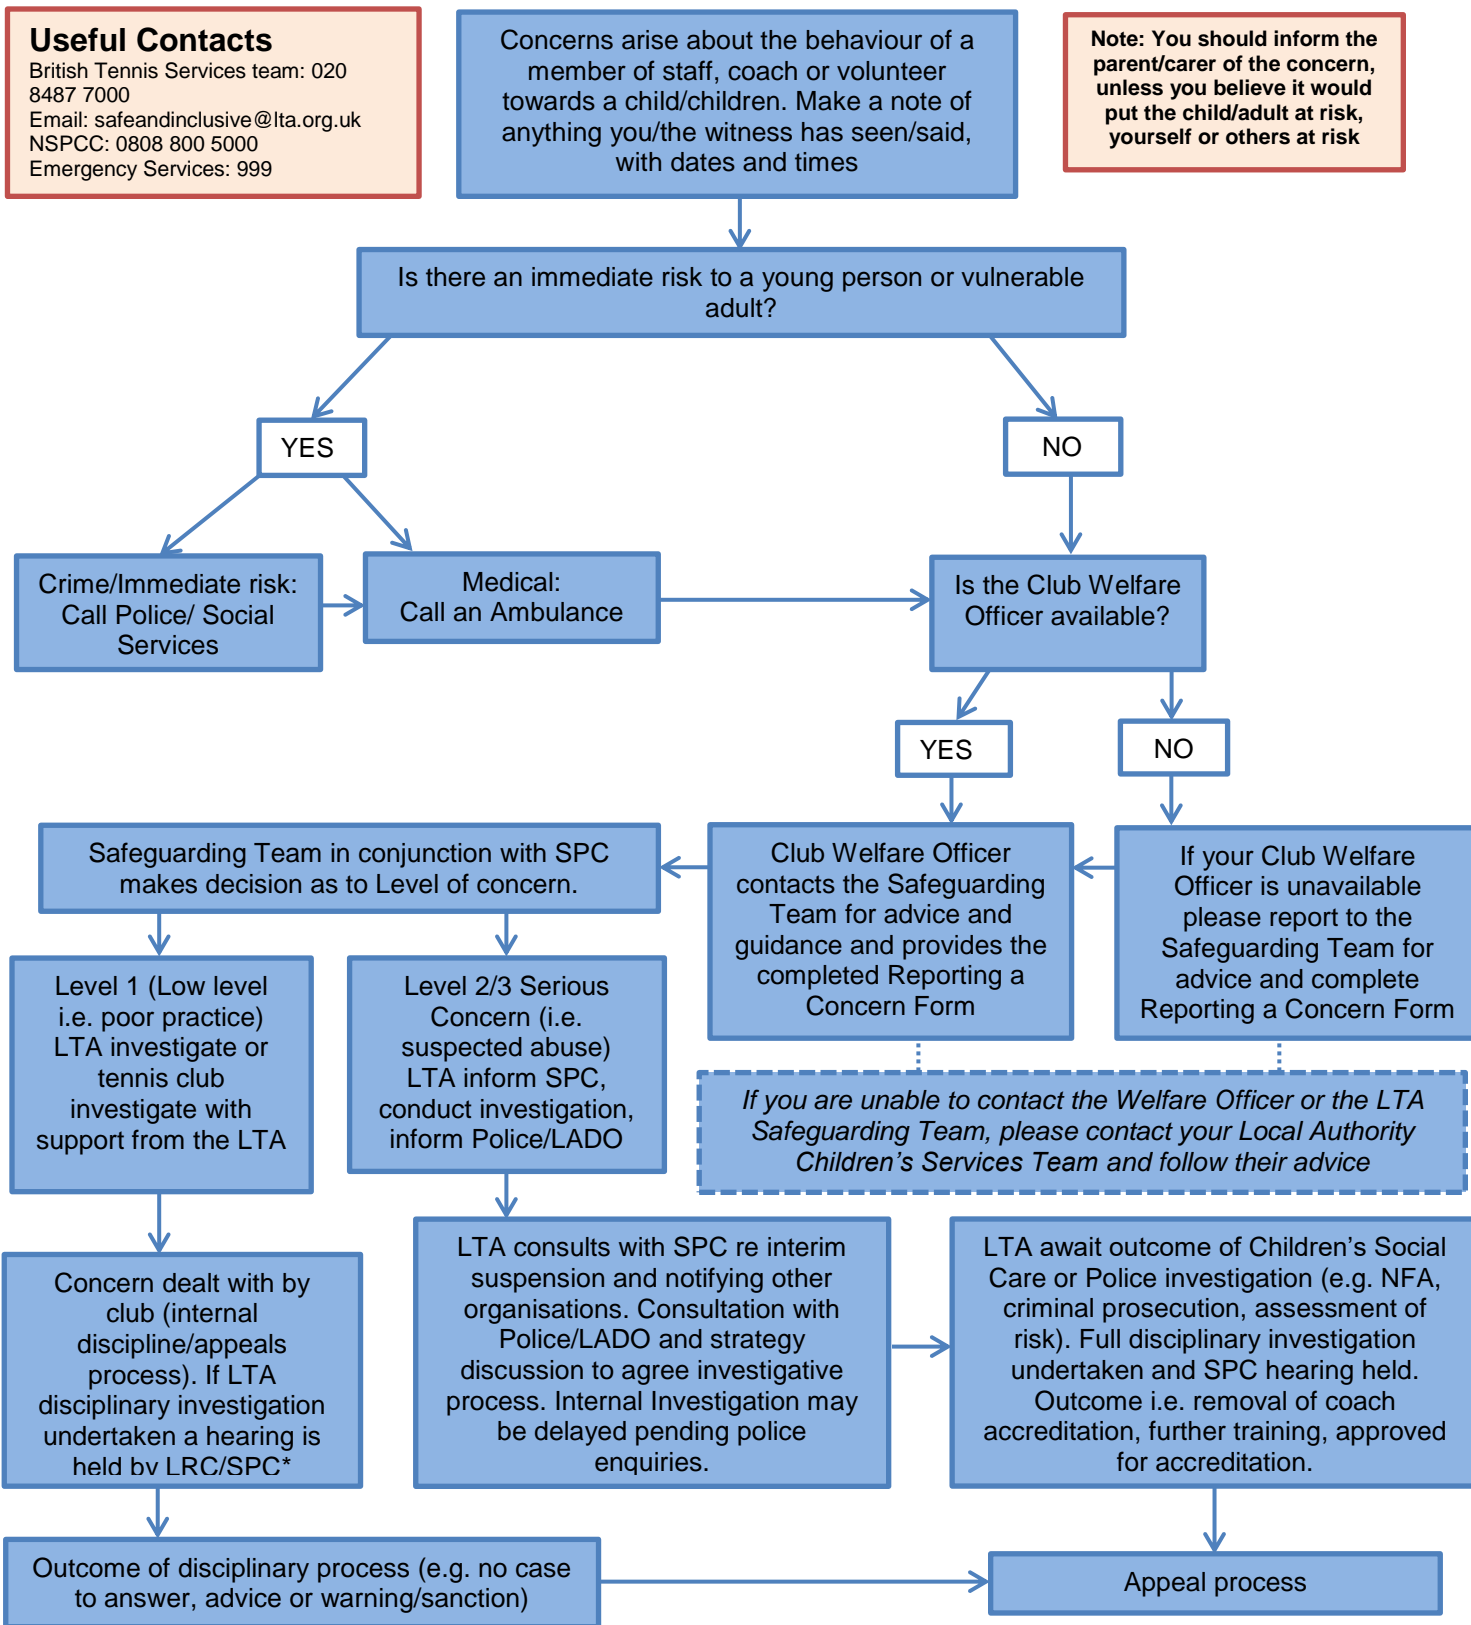 Useful Contacts
British Tennis Services team: 020
8487 7000
Email: safeandinclusive@lta.org.uk
NSPCC: 0808 800 5000
Emergency Services: 999
Concerns arise about the behaviour of a
member of staff, coach or volunteer
towards a child/children. Make a note of
anything you/the witness has seen/said,
with dates and times
Note: You should inform the
parent/carer of the concern,
unless you believe it would
put the child/adult at risk,
yourself or others at risk
Is there an immediate risk to a young person or vulnerable
adult?
YES
NO
Crime/Immediate risk:
Call Police/ Social
Services
Medical:
Call an Ambulance
Is the Club Welfare
Officer available?
YES
NO
Safeguarding Team in conjunction with SPC
makes decision as to Level of concern.
Club Welfare Officer
contacts the Safeguarding
Team for advice and
guidance and provides the
completed Reporting a
Concern Form
If your Club Welfare
Officer is unavailable
please report to the
Safeguarding Team for
advice and complete
Reporting a Concern Form
Level 1 (Low level
i.e. poor practice)
LTA investigate or
tennis club
investigate with
support from the LTA
Level 2/3 Serious
Concern (i.e.
suspected abuse)
LTA inform SPC,
conduct investigation,
inform Police/LADO
If you are unable to contact the Welfare Officer or the LTA
Safeguarding Team, please contact your Local Authority
Children's Services Team and follow their advice
Concern dealt with by
club (internal
discipline/appeals
process). If LTA
disciplinary investigation
undertaken a hearing is
held by LRC/SPC*
LTA consults with SPC re interim
suspension and notifying other
organisations. Consultation with
Police/LADO and strategy
discussion to agree investigative
process. Internal Investigation may
be delayed pending police
enquiries.
LTA await outcome of Children's Social
Care or Police investigation (e.g. NFA,
criminal prosecution, assessment of
risk). Full disciplinary investigation
undertaken and SPC hearing held.
Outcome i.e. removal of coach
accreditation, further training, approved
for accreditation.
Outcome of disciplinary process (e.g. no case
to answer, advice or warning/sanction)
Appeal process